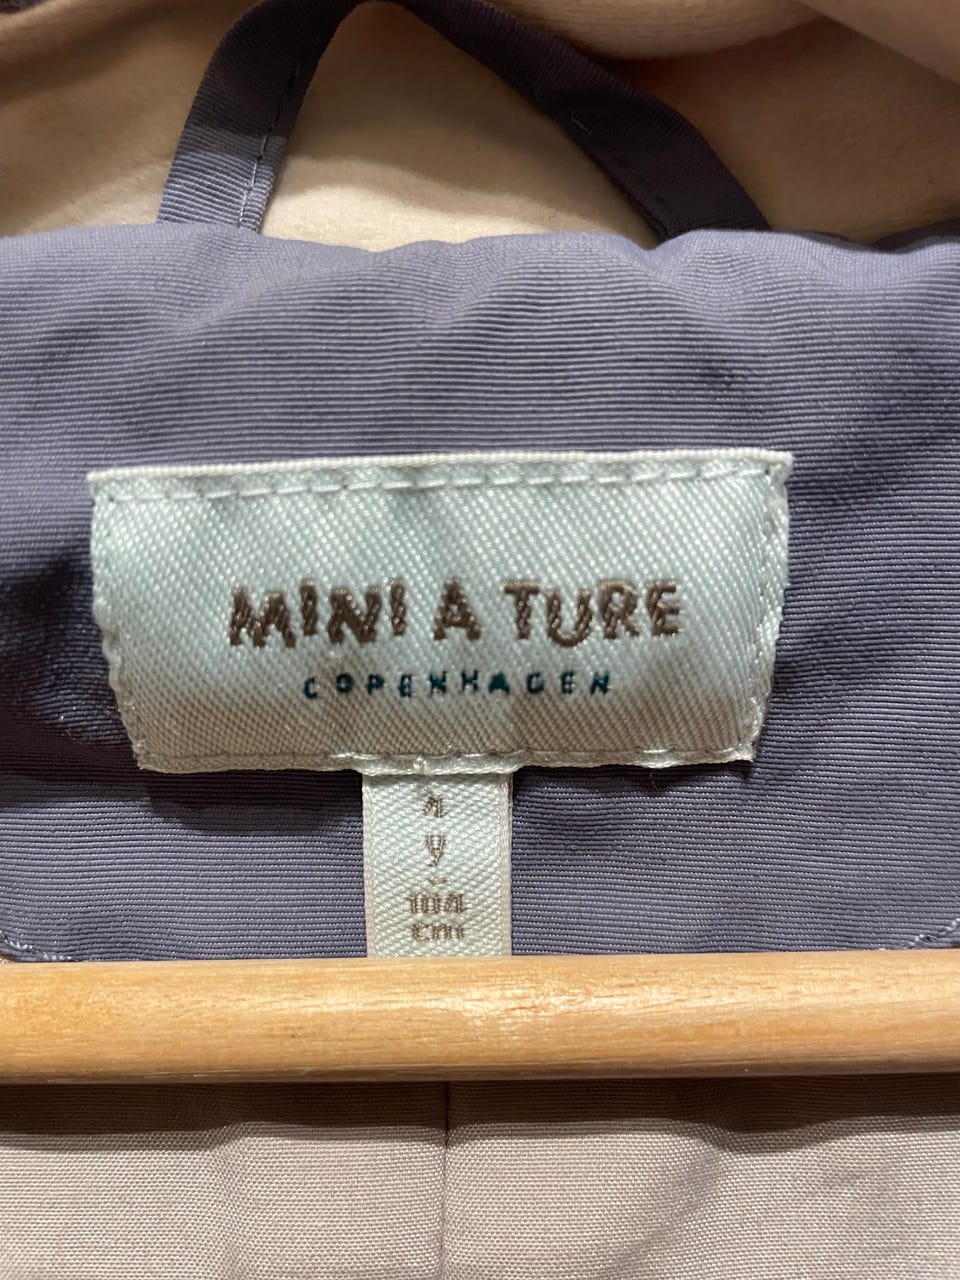 MINI A TURE
COPENHAGEN
4
y
-
104
cm